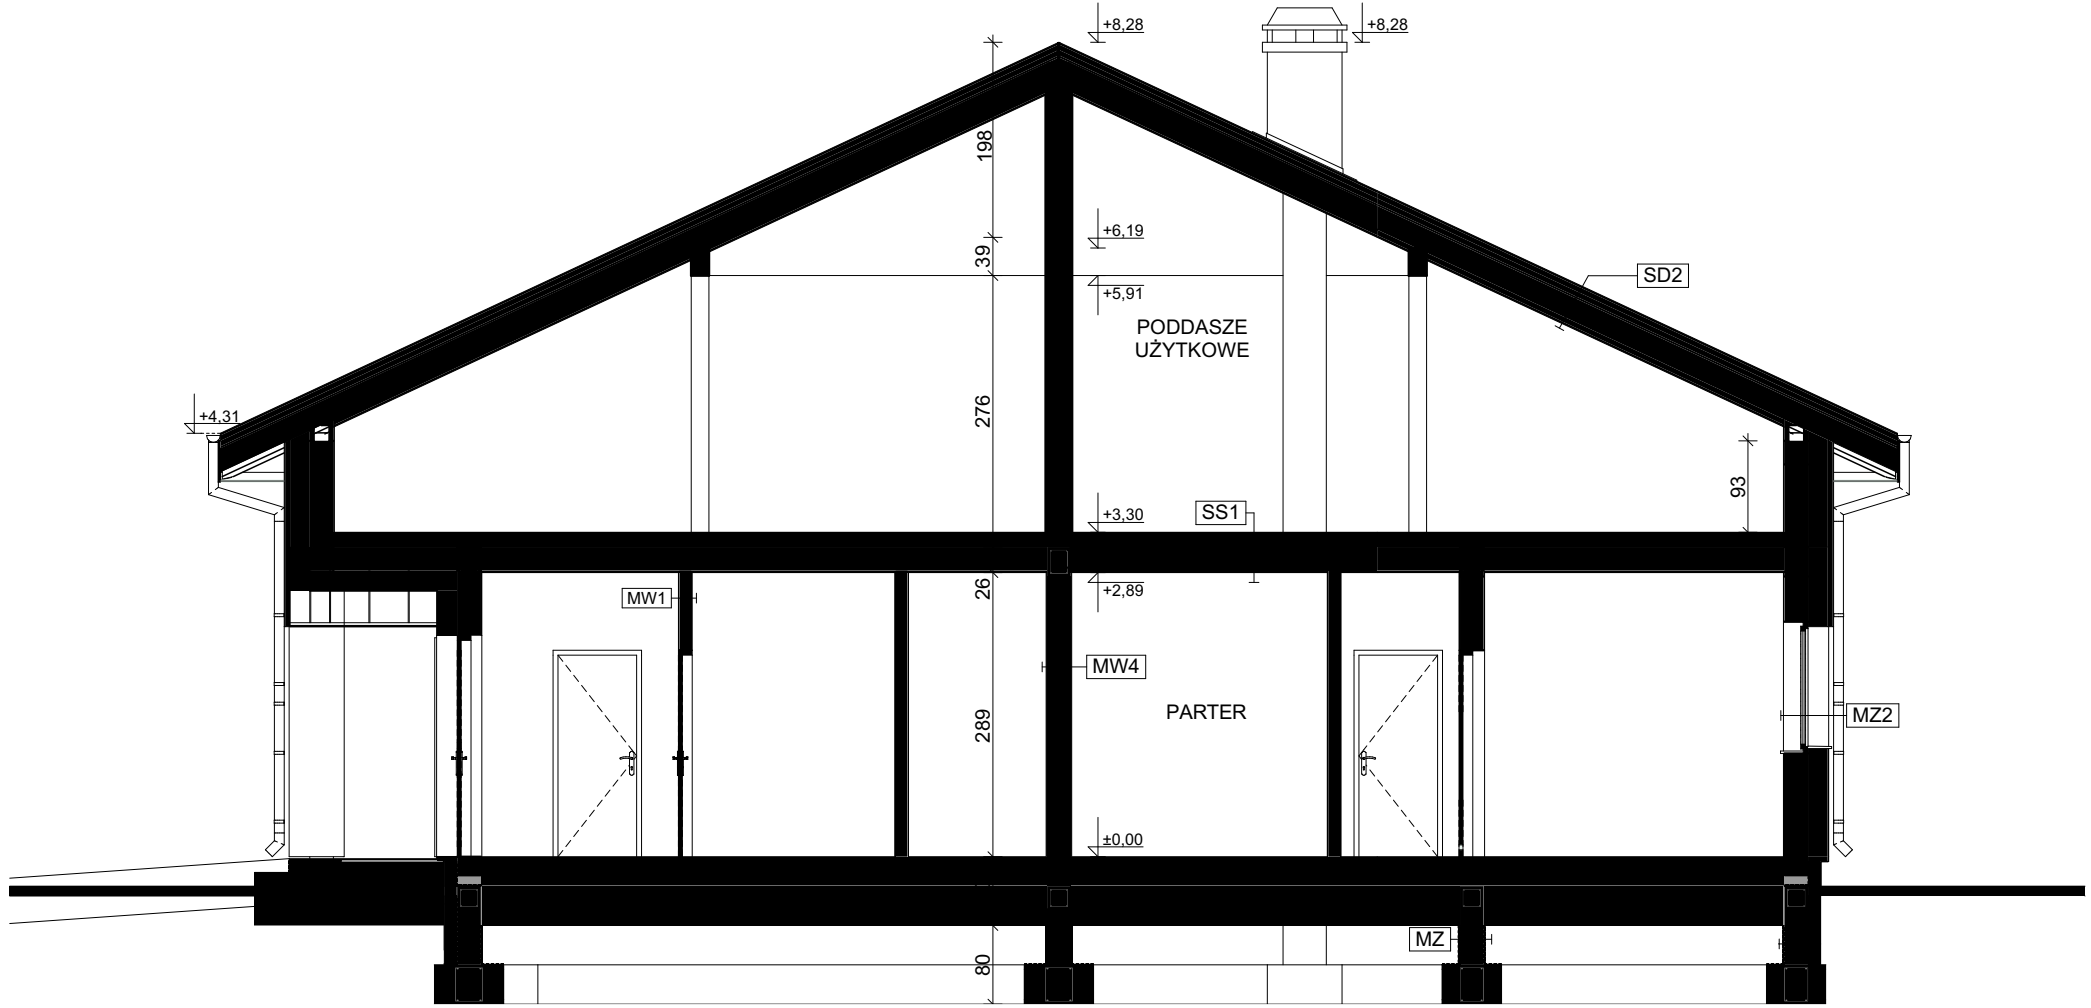 +8,28
+8,28
198
+6,19
39
SD2
+5,91
PODDASZE
UŻYTKOWE
276
+4,31
93
+3,30
SS1
26
+2,89
MW1
MW4
289
PARTER
MZ2
±0,00
MZ
80